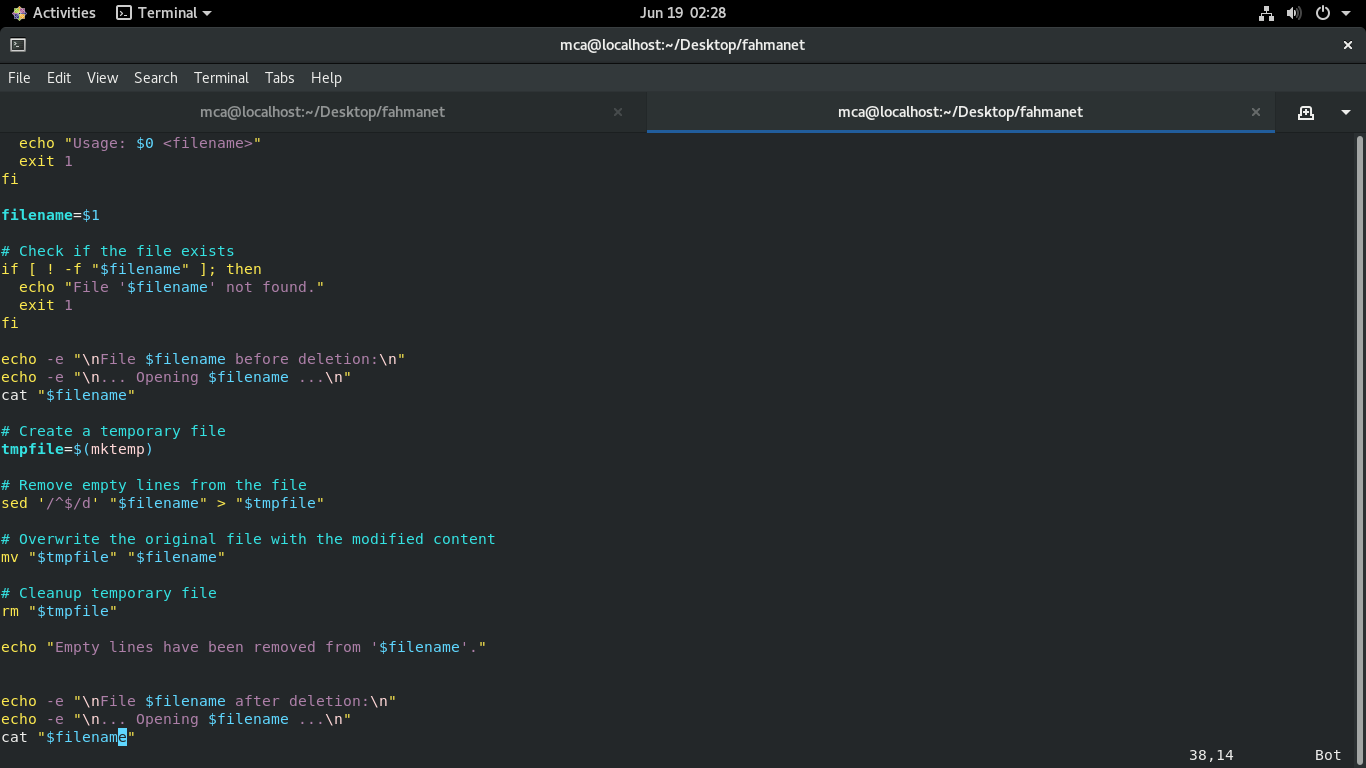 Activities Terminal Jun 19 02:28
mca@localhost:~/Desktop/fahmanet ×
File Edit View Search Terminal Tabs Help
mca@localhost:~/Desktop/fahmanet × mca@localhost:~/Desktop/fahmanet ×
  echo "Usage: $0 <filename>"
  exit 1
fi

filename=$1

# Check if the file exists
if [ ! -f "$filename" ]; then
  echo "File '$filename' not found."
  exit 1
fi

echo -e "\nFile $filename before deletion:\n"
echo -e "\n... Opening $filename ...\n"
cat "$filename"

# Create a temporary file
tmpfile=$(mktemp)

# Remove empty lines from the file
sed '/^$/d' "$filename" > "$tmpfile"

# Overwrite the original file with the modified content
mv "$tmpfile" "$filename"

# Cleanup temporary file
rm "$tmpfile"

echo "Empty lines have been removed from '$filename'."


echo -e "\nFile $filename after deletion:\n"
echo -e "\n... Opening $filename ...\n"
cat "$filename"
38,14 Bot